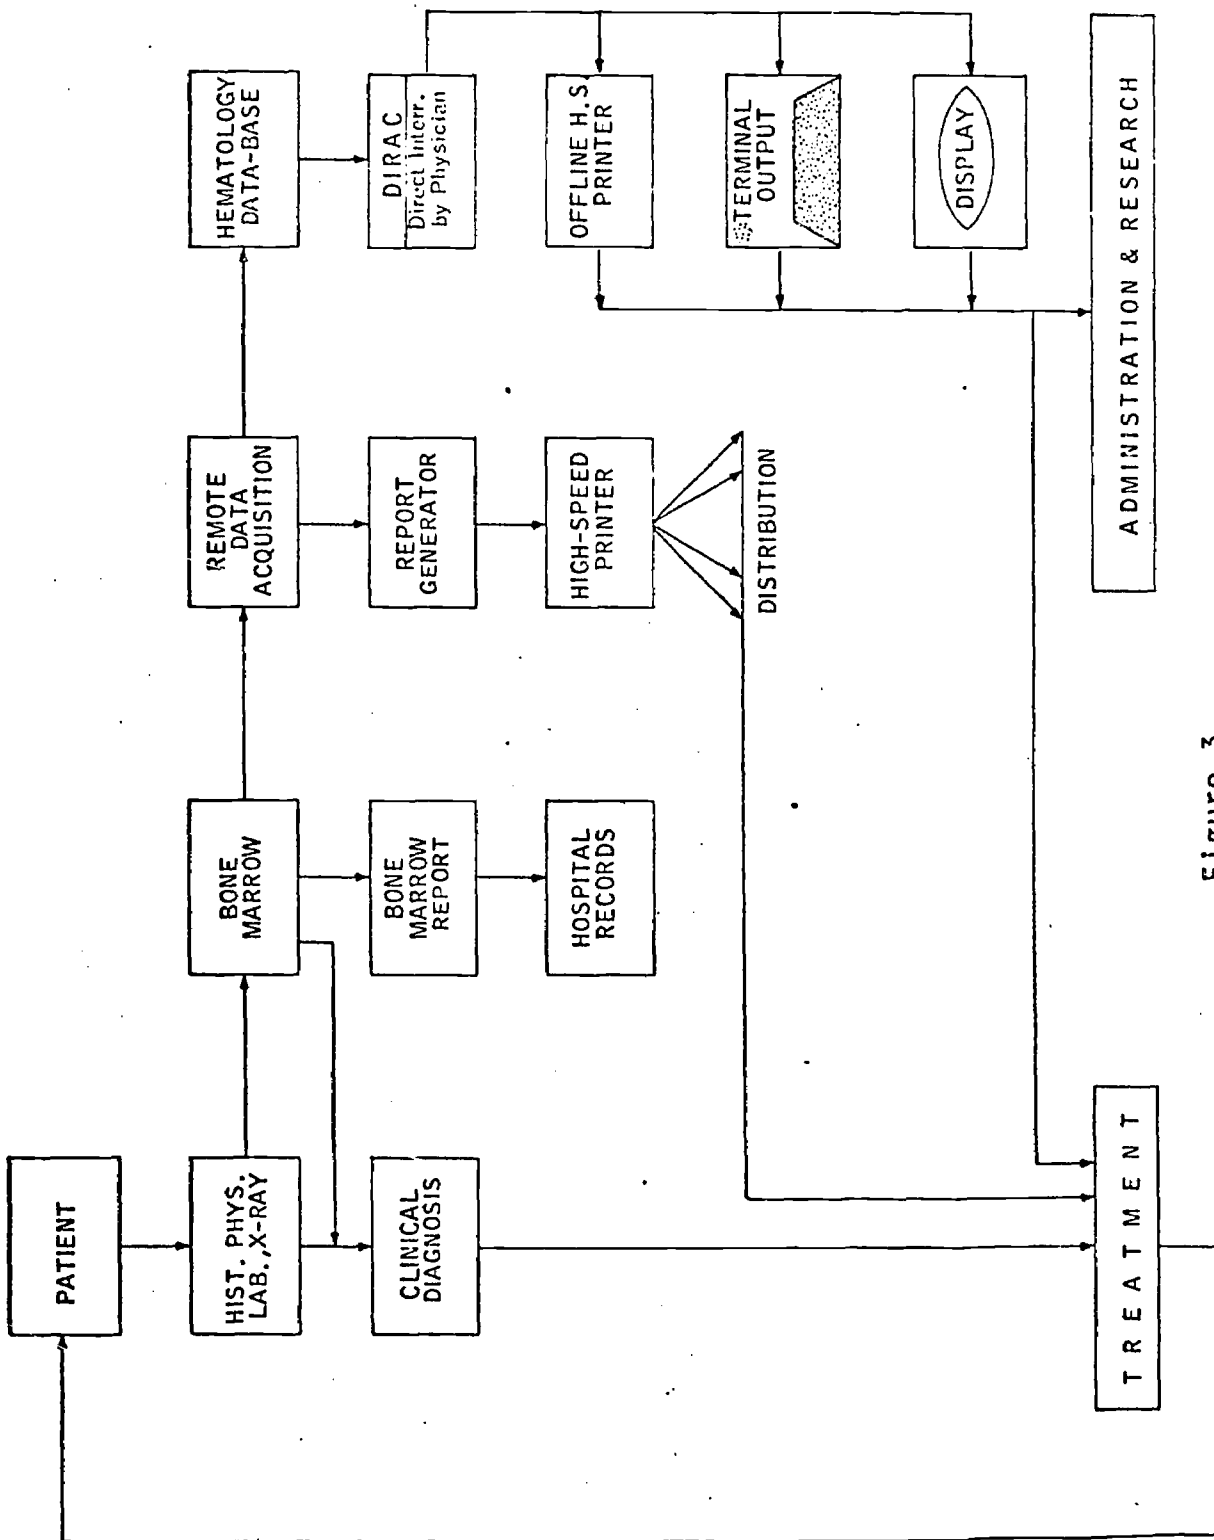 PATIENT
HIST. PHYS.
LAB., X-RAY
CLINICAL
DIAGNOSIS
TREATMENT
BONE
MARROW
BONE
MARROW
REPORT
HOSPITAL
RECORDS
REMOTE
DATA
ACQUISITION
REPORT
GENERATOR
HIGH-SPEED
PRINTER
DISTRIBUTION
HEMATOLOGY
DATA-BASE
DIRAC
Direct Interr.
by Physician
OFFLINE H.S.
PRINTER
TERMINAL
OUTPUT
DISPLAY
ADMINISTRATION & RESEARCH
Figure 3